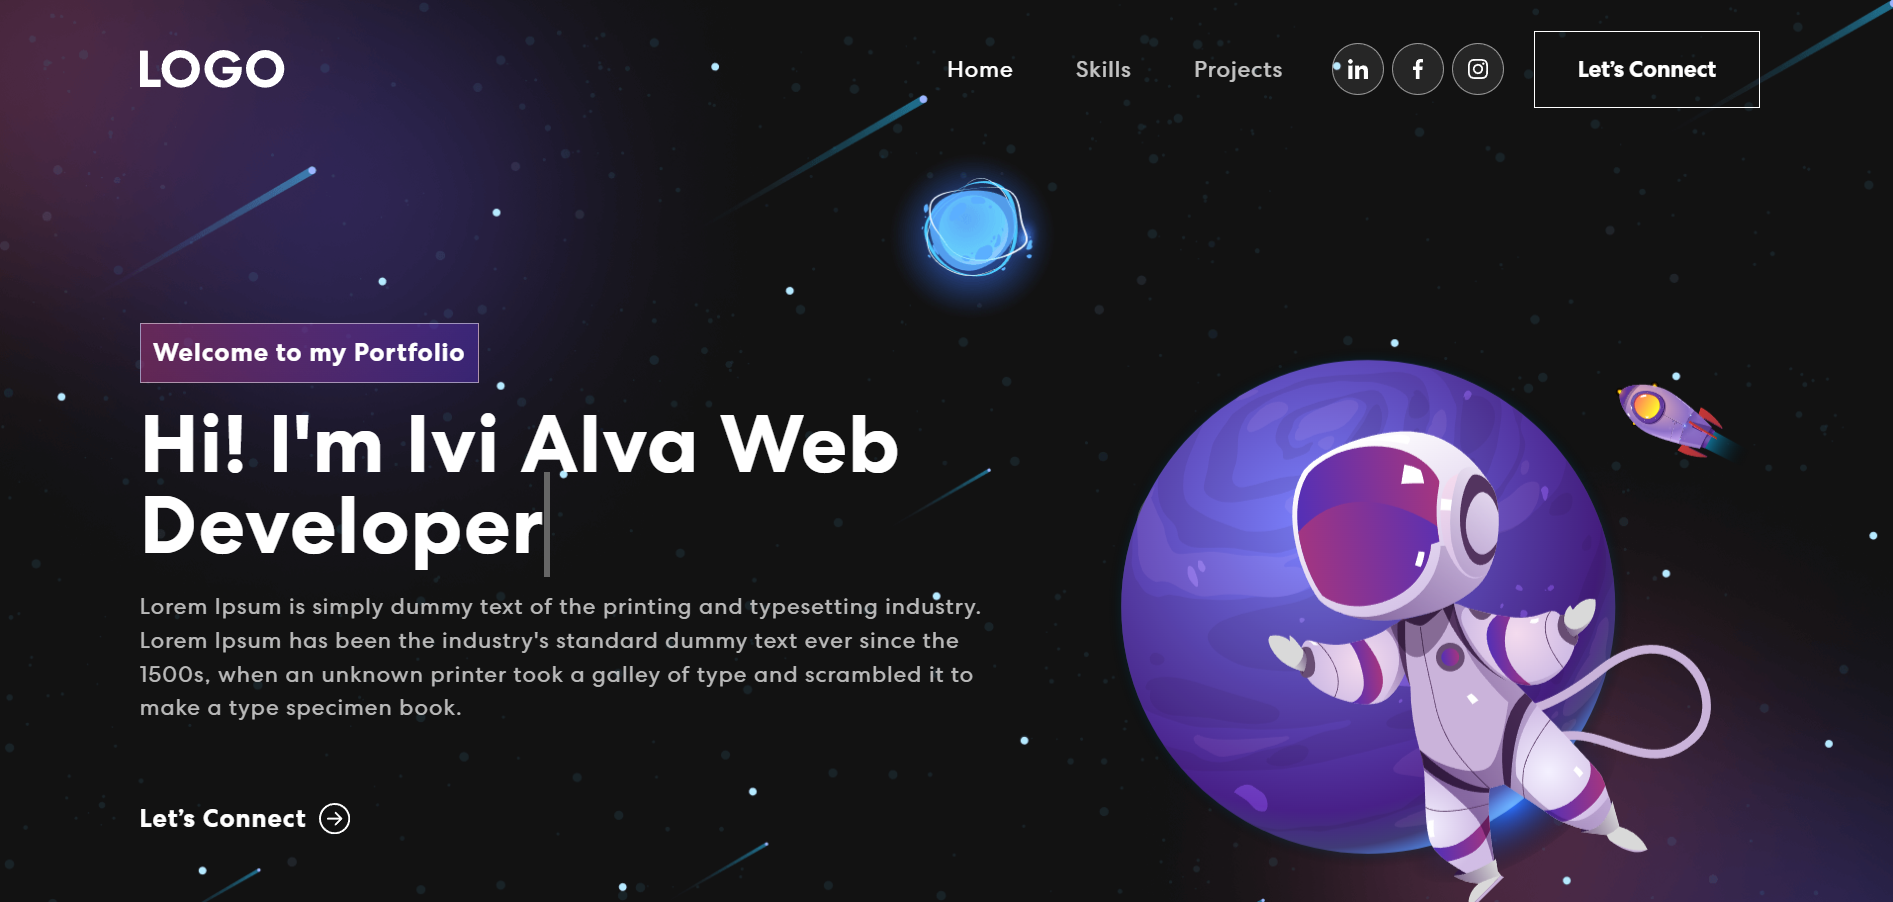 LOGO
Home
Skills
Projects
in
f
Let's Connect
Welcome to my Portfolio
Hi! I'm Ivi Alva Web
Developer
Lorem Ipsum is simply dummy text of the printing and typesetting industry.
Lorem Ipsum has been the industry's standard dummy text ever since the
1500s, when an unknown printer took a galley of type and scrambled it to
make a type specimen book.
Let's Connect